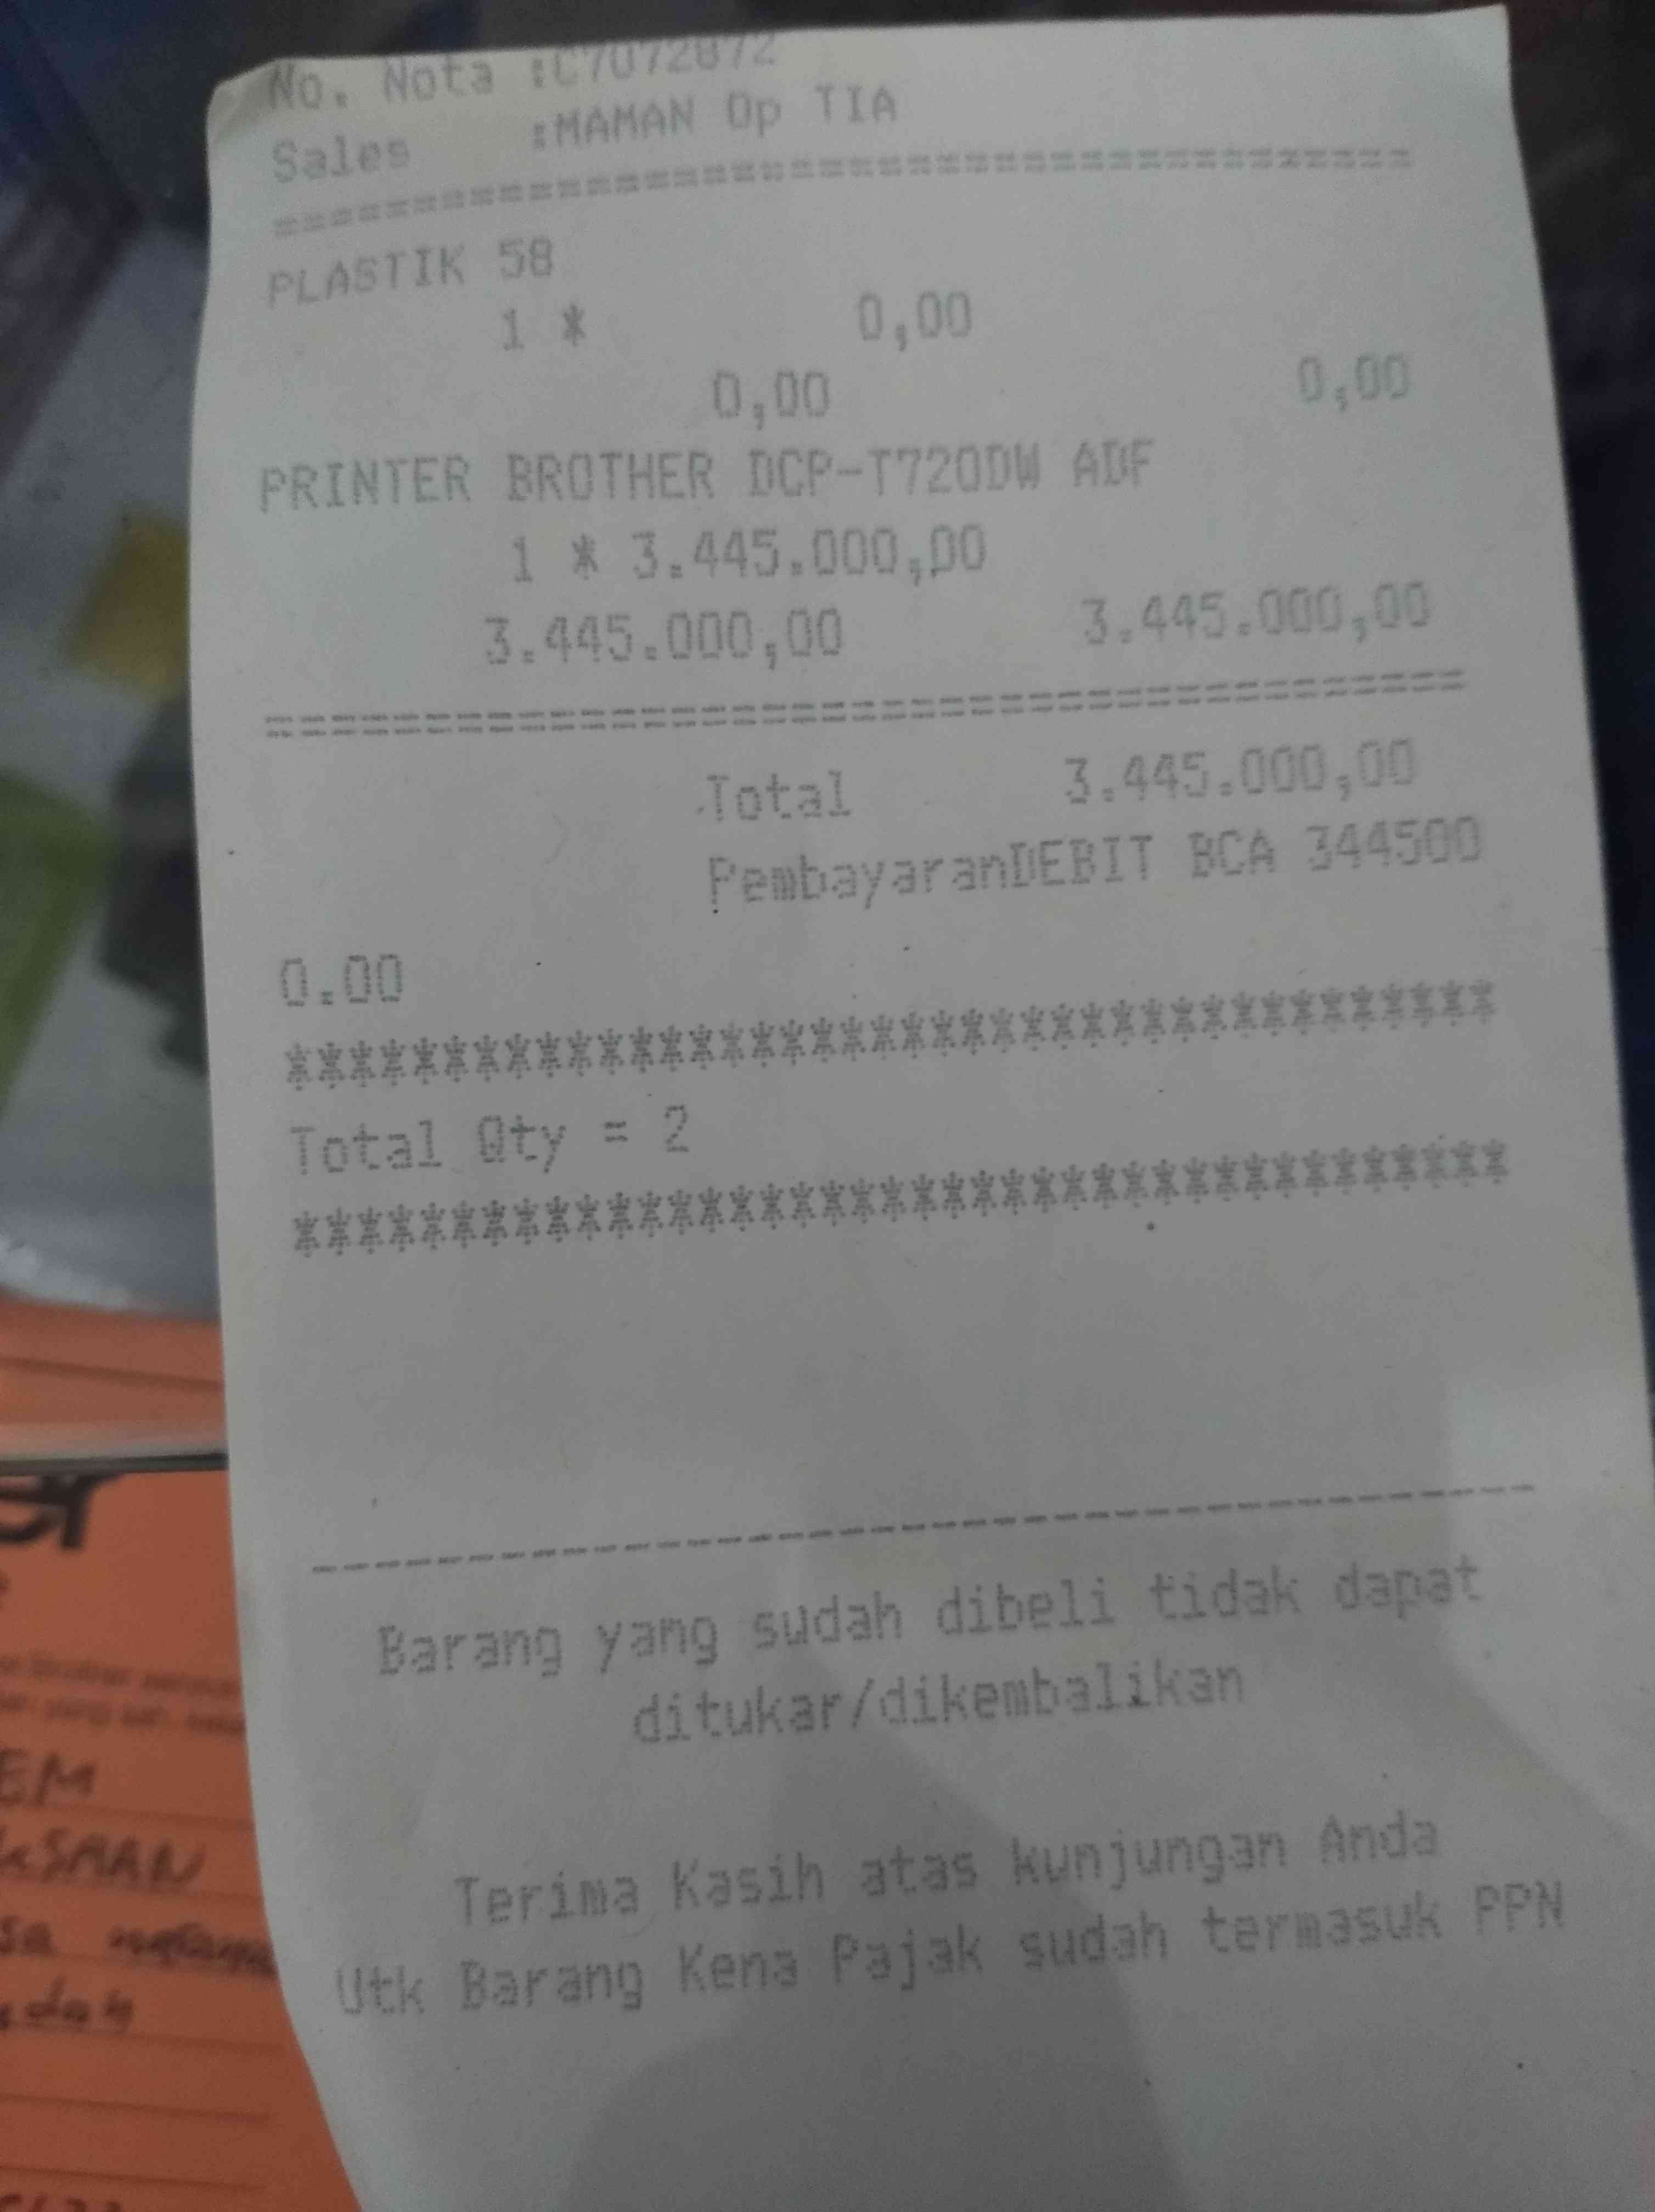 No. Nota :C7072872
Sales :MAMAN Op TIA
========================================
PLASTIK 58
1 * 0,00
0,00 0,00
PRINTER BROTHER DCP-T720DW ADF
1 * 3.445.000,00
3.445.000,00 3.445.000,00
========================================
Total 3.445.000,00
PembayaranDEBIT BCA 344500
0.00
****************************************
Total Qty = 2
****************************************
----------------------------------------
Barang yang sudah dibeli tidak dapat
ditukar/dikembalikan
Terima Kasih atas kunjungan Anda
Utk Barang Kena Pajak sudah termasuk PPN
EM